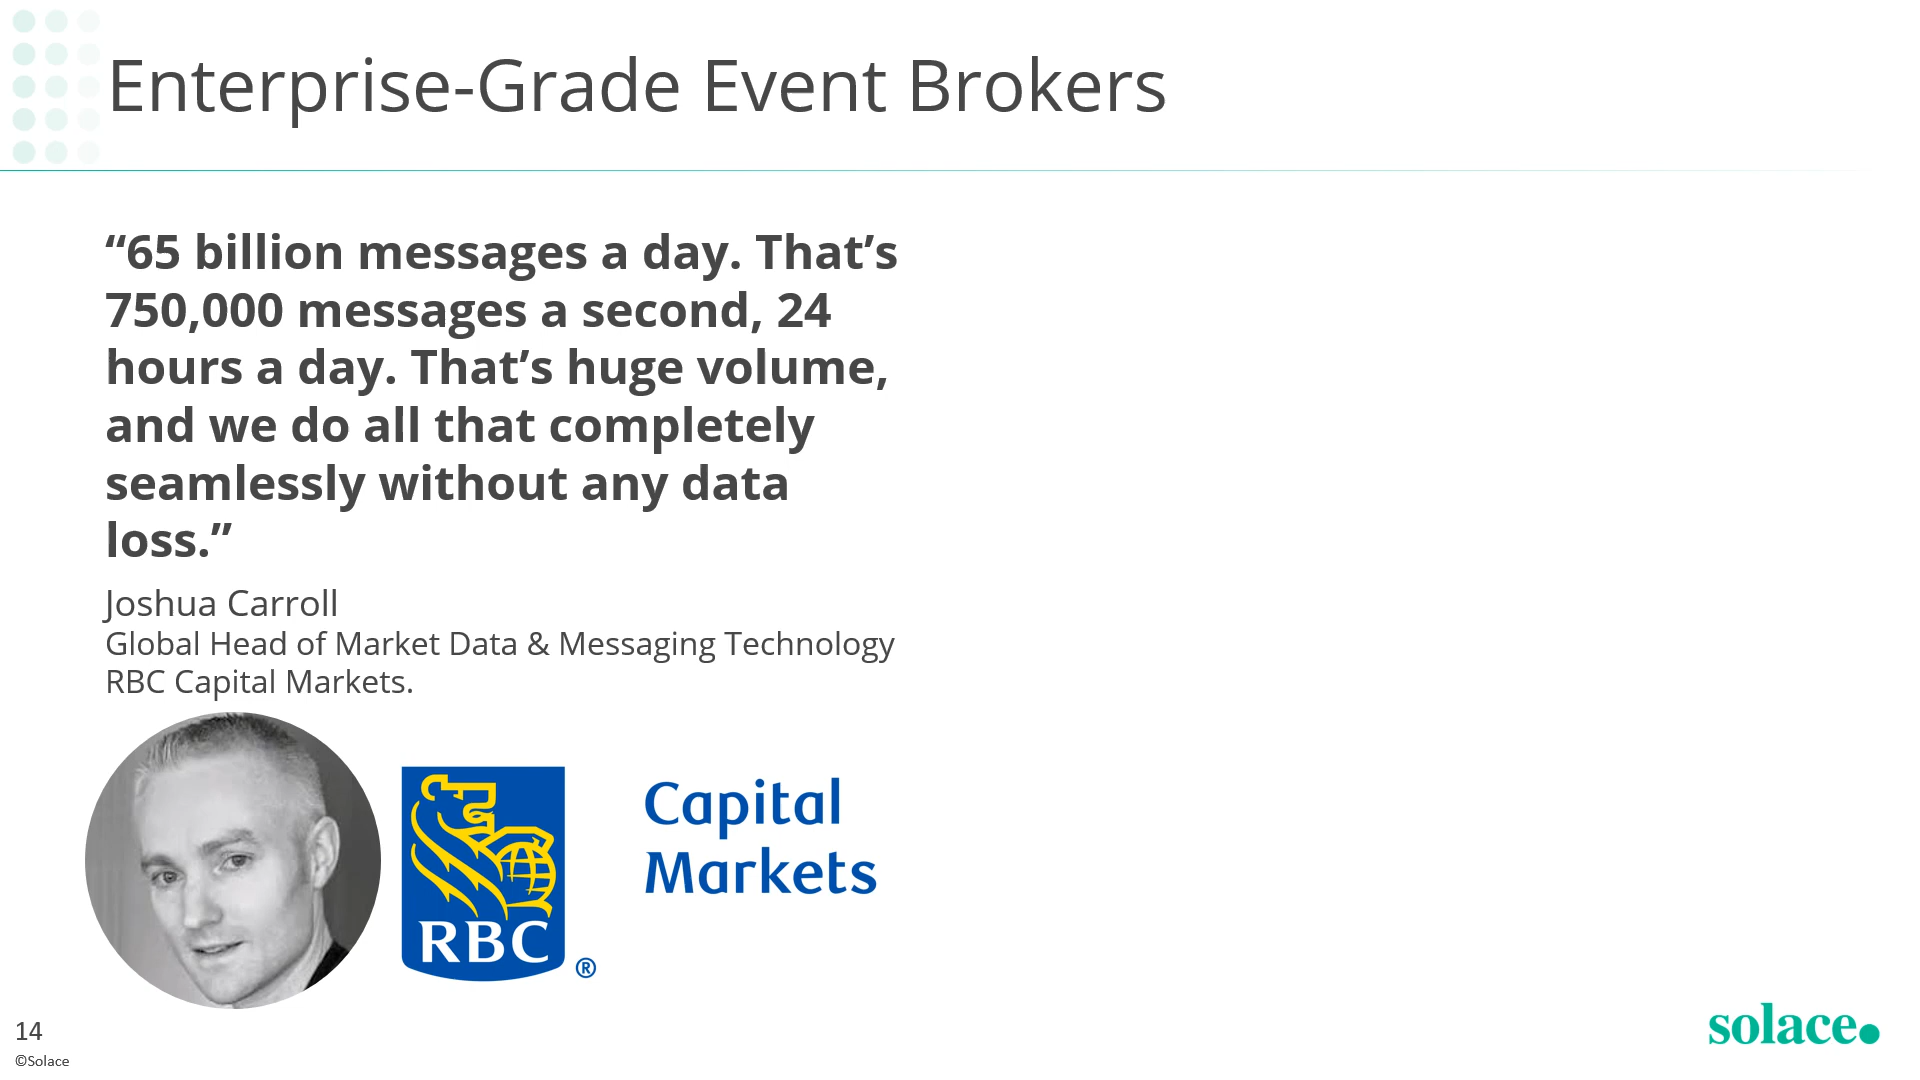 Enterprise-Grade Event Brokers
“65 billion messages a day. That’s
750,000 messages a second, 24
hours a day. That’s huge volume,
and we do all that completely
seamlessly without any data
loss.”
Joshua Carroll
Global Head of Market Data & Messaging Technology
RBC Capital Markets.
RBC
®
Capital
Markets
14
©Solace
solace.